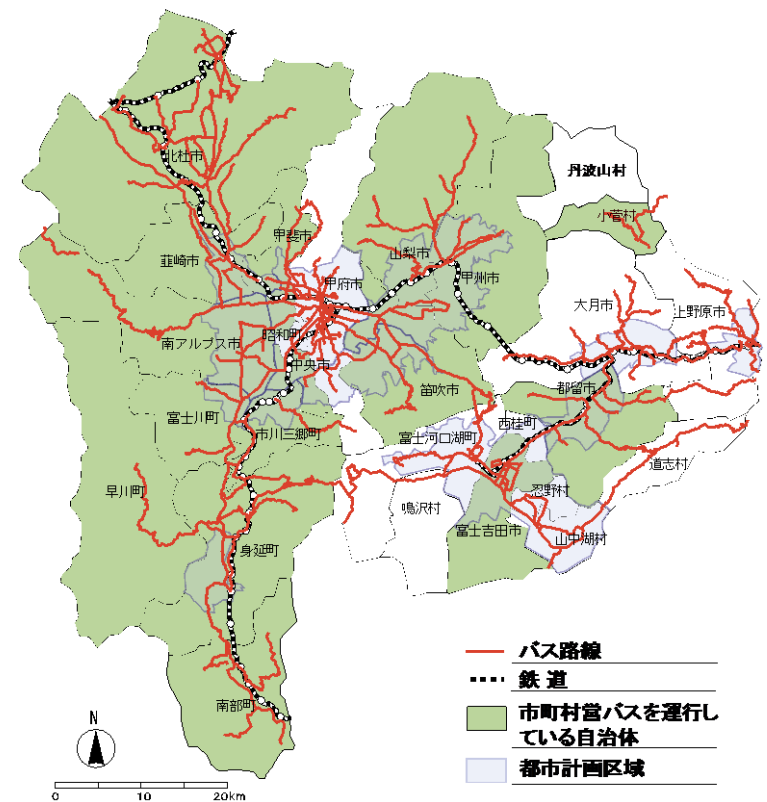 丹波山村
小菅村
北杜市
甲斐市
山梨市
韮崎市
甲府市
甲州市
大月市
上野原市
南アルプス市
昭和町
中央市
笛吹市
都留市
富士川町
市川三郷町
富士河口湖町
西桂町
早川町
道志村
忍野村
鳴沢村
富士吉田市
山中湖村
身延町
南部町
バス路線
鉄道
市町村営バスを運行し
ている自治体
都市計画区域
N
0 10 20km